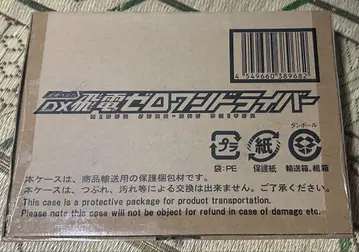 4 549660 389682
DX飛電ゼロワンドライバー
HIDEN ZERO-ONE DRIVER
ダンボール
プラ
紙
袋:PE
保護紙
輸送箱、紙箱
本ケースは、商品輸送用の保護梱包材です。
本ケースは、つぶれ、汚れ等による交換は出来ません。ご了承ください。
This case is a protective package for product transportation.
Please note this case will not be object for refund in case of damage etc.